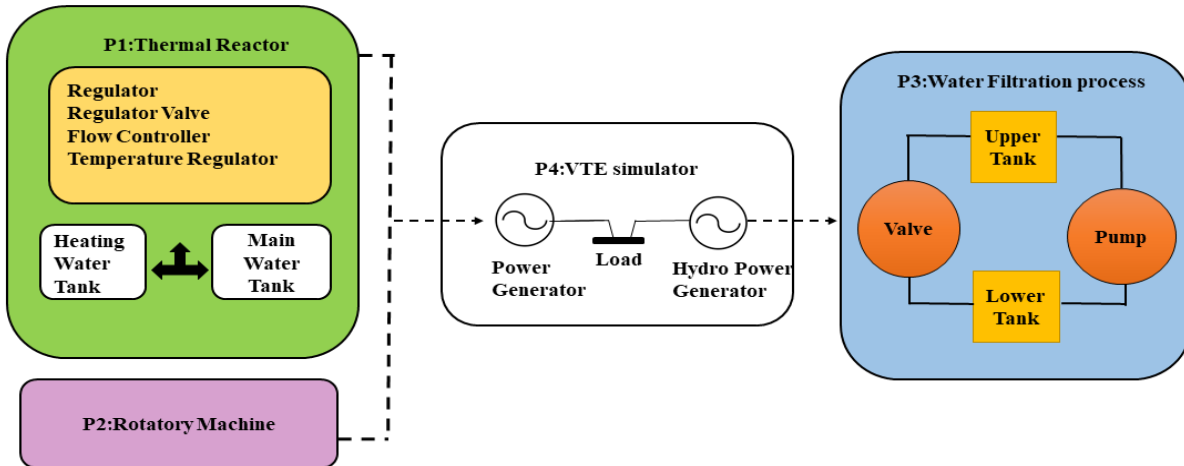 P1:Thermal Reactor
Regulator
Regulator Valve
Flow Controller
Temperature Regulator
Heating
Water
Tank
Main
Water
Tank
P2:Rotatory Machine
P4:VTE simulator
Power
Generator
Load
Hydro Power
Generator
P3:Water Filtration process
Upper
Tank
Valve
Pump
Lower
Tank